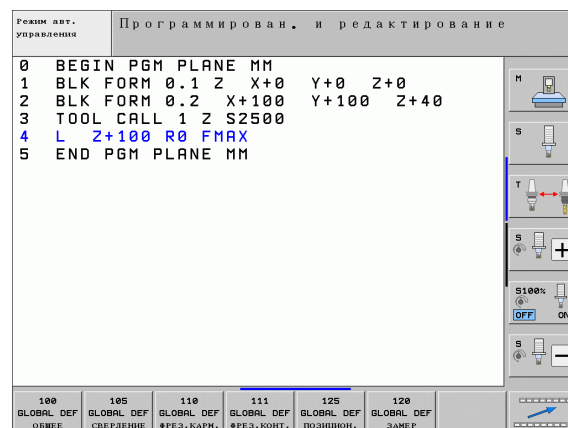 Режим авт.
управления
Программирован. и редактирование
0 BEGIN PGM PLANE MM
1 BLK FORM 0.1 Z X+0 Y+0 Z+0
2 BLK FORM 0.2 X+100 Y+100 Z+40
3 TOOL CALL 1 Z S2500
4 L Z+100 R0 FMAX
5 END PGM PLANE MM
M
S
T
S
+
S100%
OFF ON
S
–
100
GLOBAL DEF
ОБЩЕЕ
105
GLOBAL DEF
СВЕРЛЕНИЕ
110
GLOBAL DEF
ФРЕЗ.КАРМ.
111
GLOBAL DEF
ФРЕЗ.КОНТ.
125
GLOBAL DEF
ПОЗИЦИОН.
120
GLOBAL DEF
ЗАМЕР